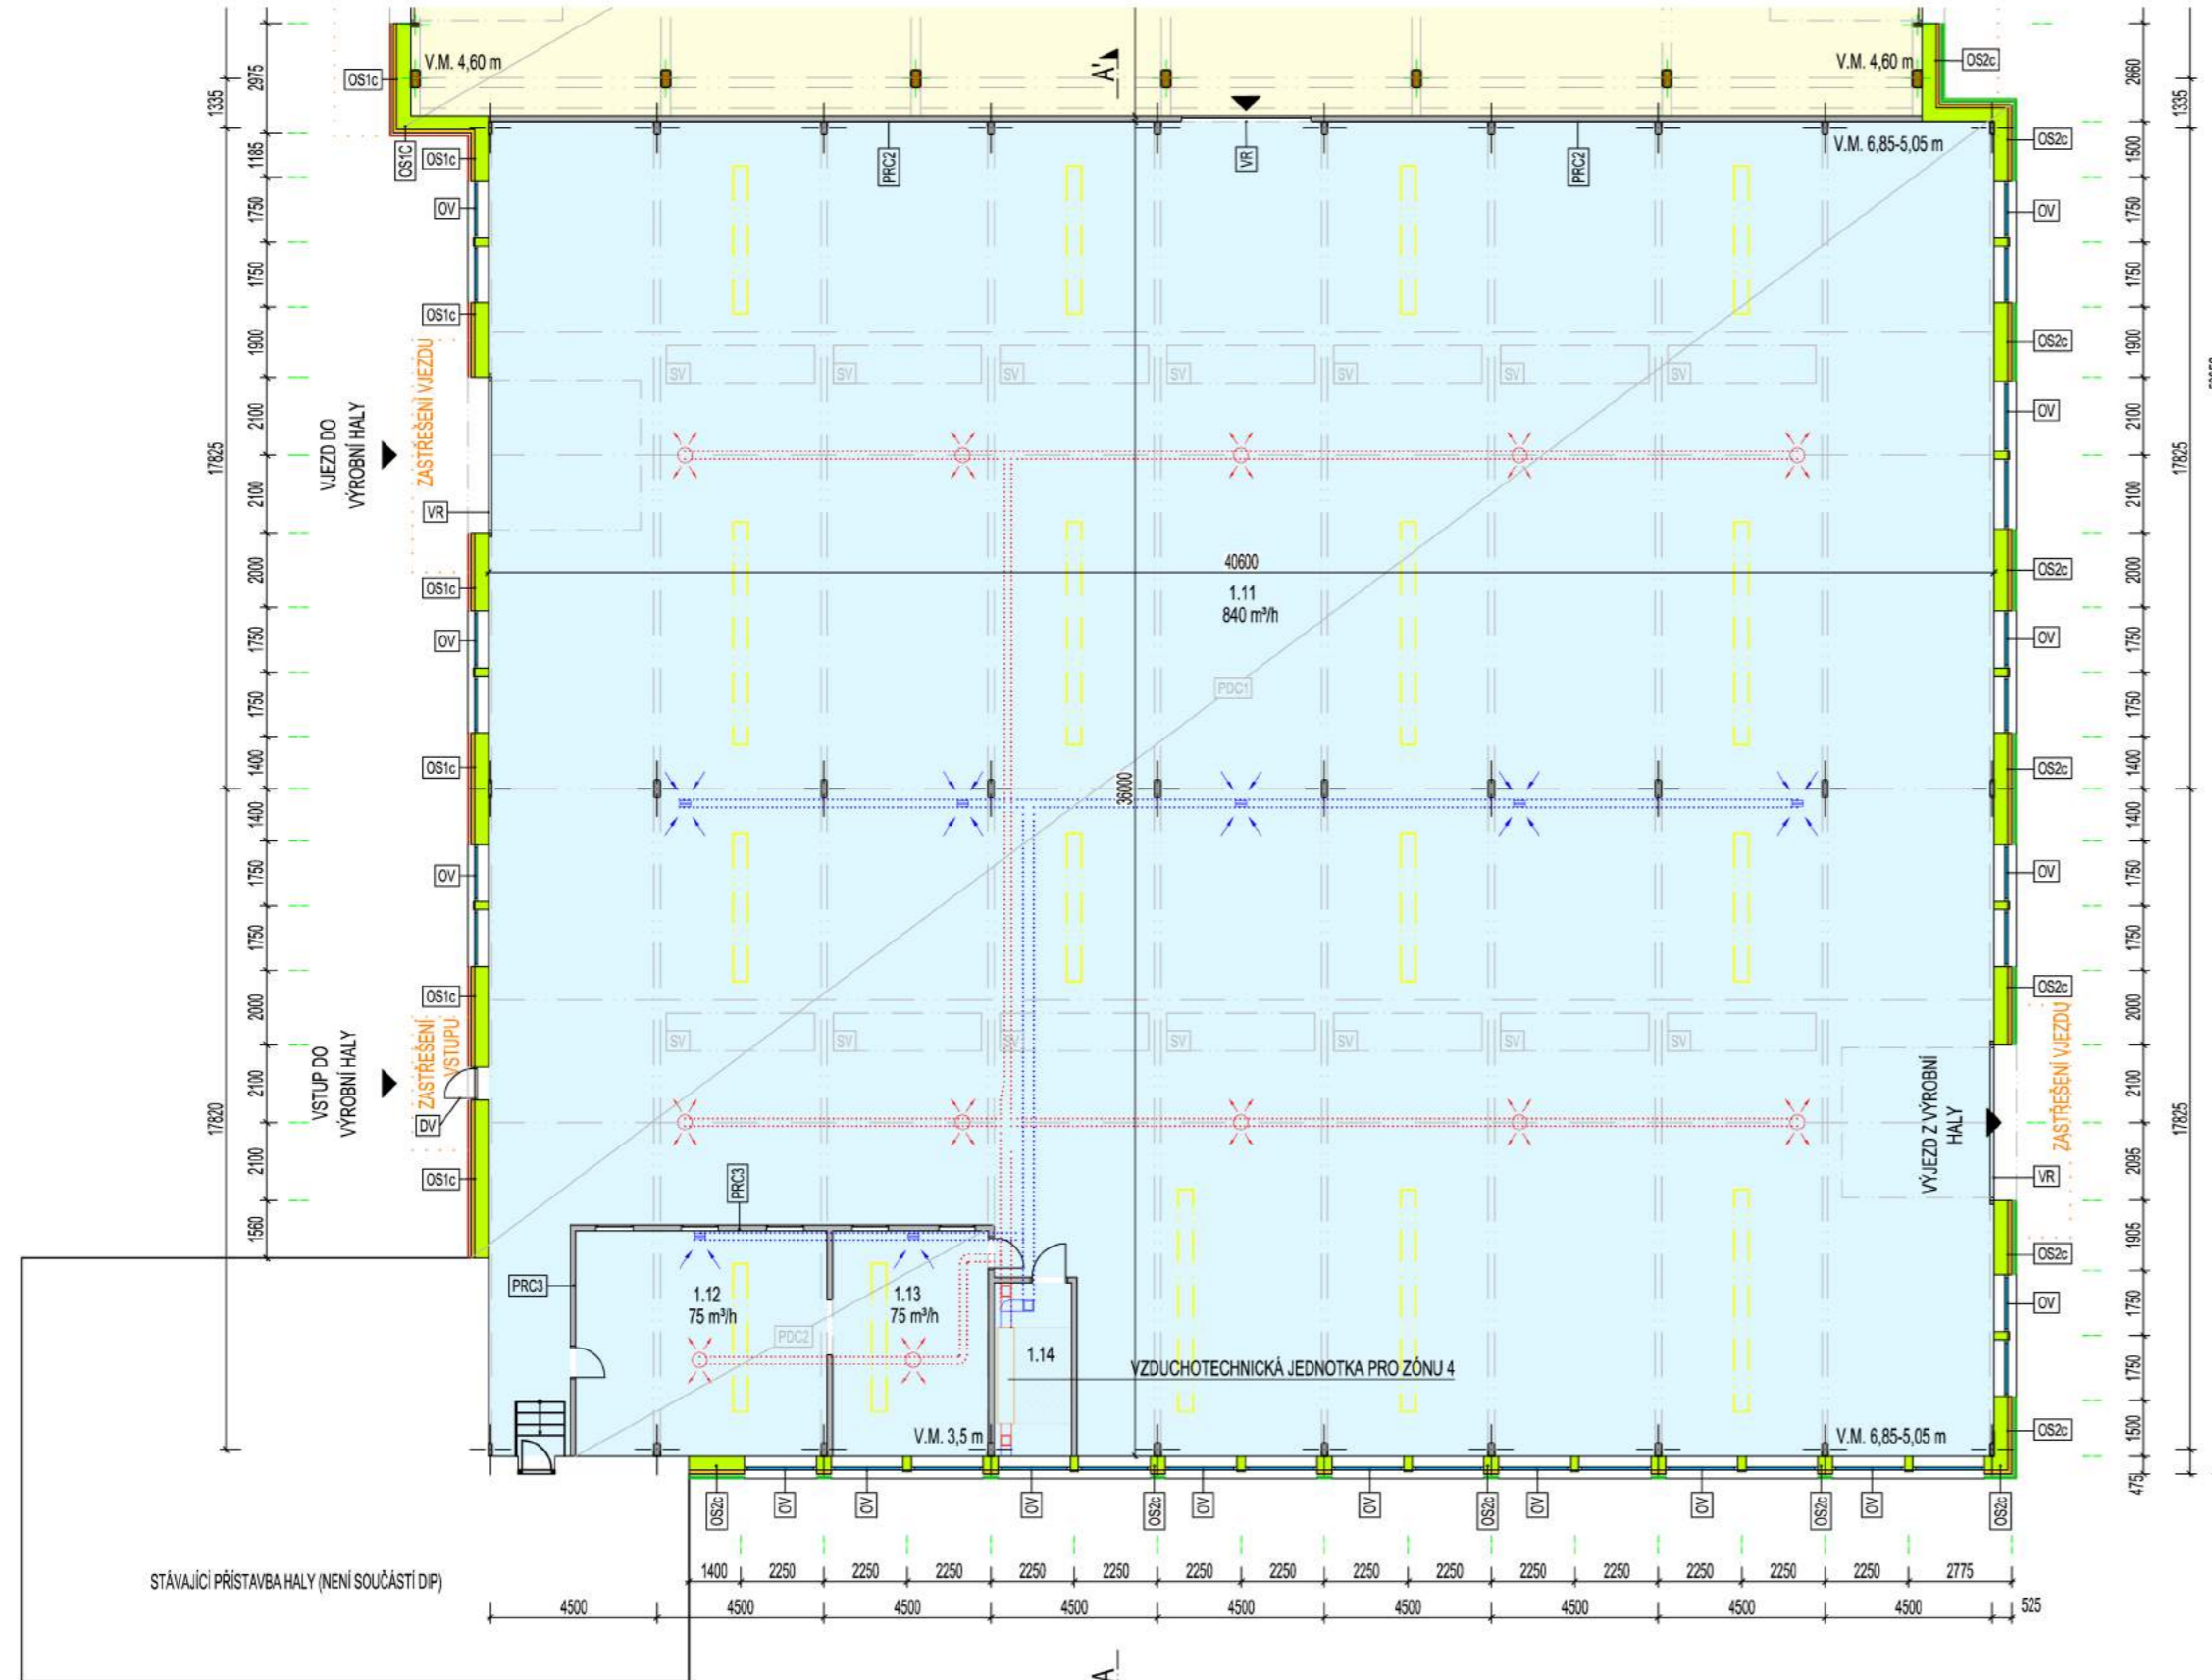 V.M. 4,60 m
A'
V.M. 4,60 m
OS1c
OS2c
2975
1335
2660
1335
OS1C
OS1c
PRC2
VR
PRC2
V.M. 6,85-5,05 m
OS2c
1185
1500
OV
OV
1750
1750
1750
1750
OS1c
OS2c
1900
1900
SV
SV
SV
SV
SV
SV
SV
ZASTŘEŠENÍ VJEZDU
VJEZD DO
VÝROBNÍ HALY
2100
OV
2100
17825
17825
2100
VR
2100
40600
1.11
840 m³/h
2000
OS1c
OS2c
2000
1750
OV
OV
1750
1750
PDC1
1750
1400
OS1c
OS2c
1400
36000
1400
1400
1750
OV
OV
1750
1750
1750
OS1c
OS2c
2000
2000
SV
SV
SV
SV
SV
SV
SV
VSTUP DO
VÝROBNÍ HALY
ZASTŘEŠENÍ
VSTUPU
VÝJEZD Z VÝROBNÍ
HALY
ZASTŘEŠENÍ VJEZDU
2100
2100
17820
17825
DV
2100
OS1c
PRC3
VR
2095
1560
OS2c
1905
PRC3
1.12
75 m³/h
1.13
75 m³/h
OV
1750
PDC2
1.14
VZDUCHOTECHNICKÁ JEDNOTKA PRO ZÓNU 4
1750
V.M. 3,5 m
V.M. 6,85-5,05 m
OS2c
1500
475
OS2c
OV
OV
OV
OS2c
OV
OV
OS2c
OV
OV
OS2c
OV
OS2c
STÁVAJÍCÍ PŘÍSTAVBA HALY (NENÍ SOUČÁSTÍ DIP)
1400
2250
2250
2250
2250
2250
2250
2250
2250
2250
2250
2250
2250
2250
2250
2775
4500
4500
4500
4500
4500
4500
4500
4500
4500
525
A